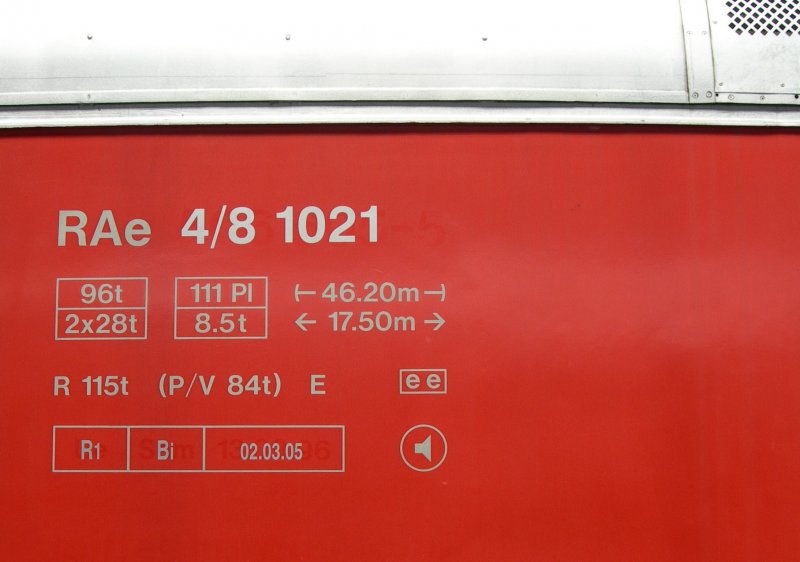 RAe 4/8 1021
96t 111 Pl 46.20m
2x28t 8.5t 17.50m
R 115t (P/V 84t) E ee
R1 Bi 02.03.05